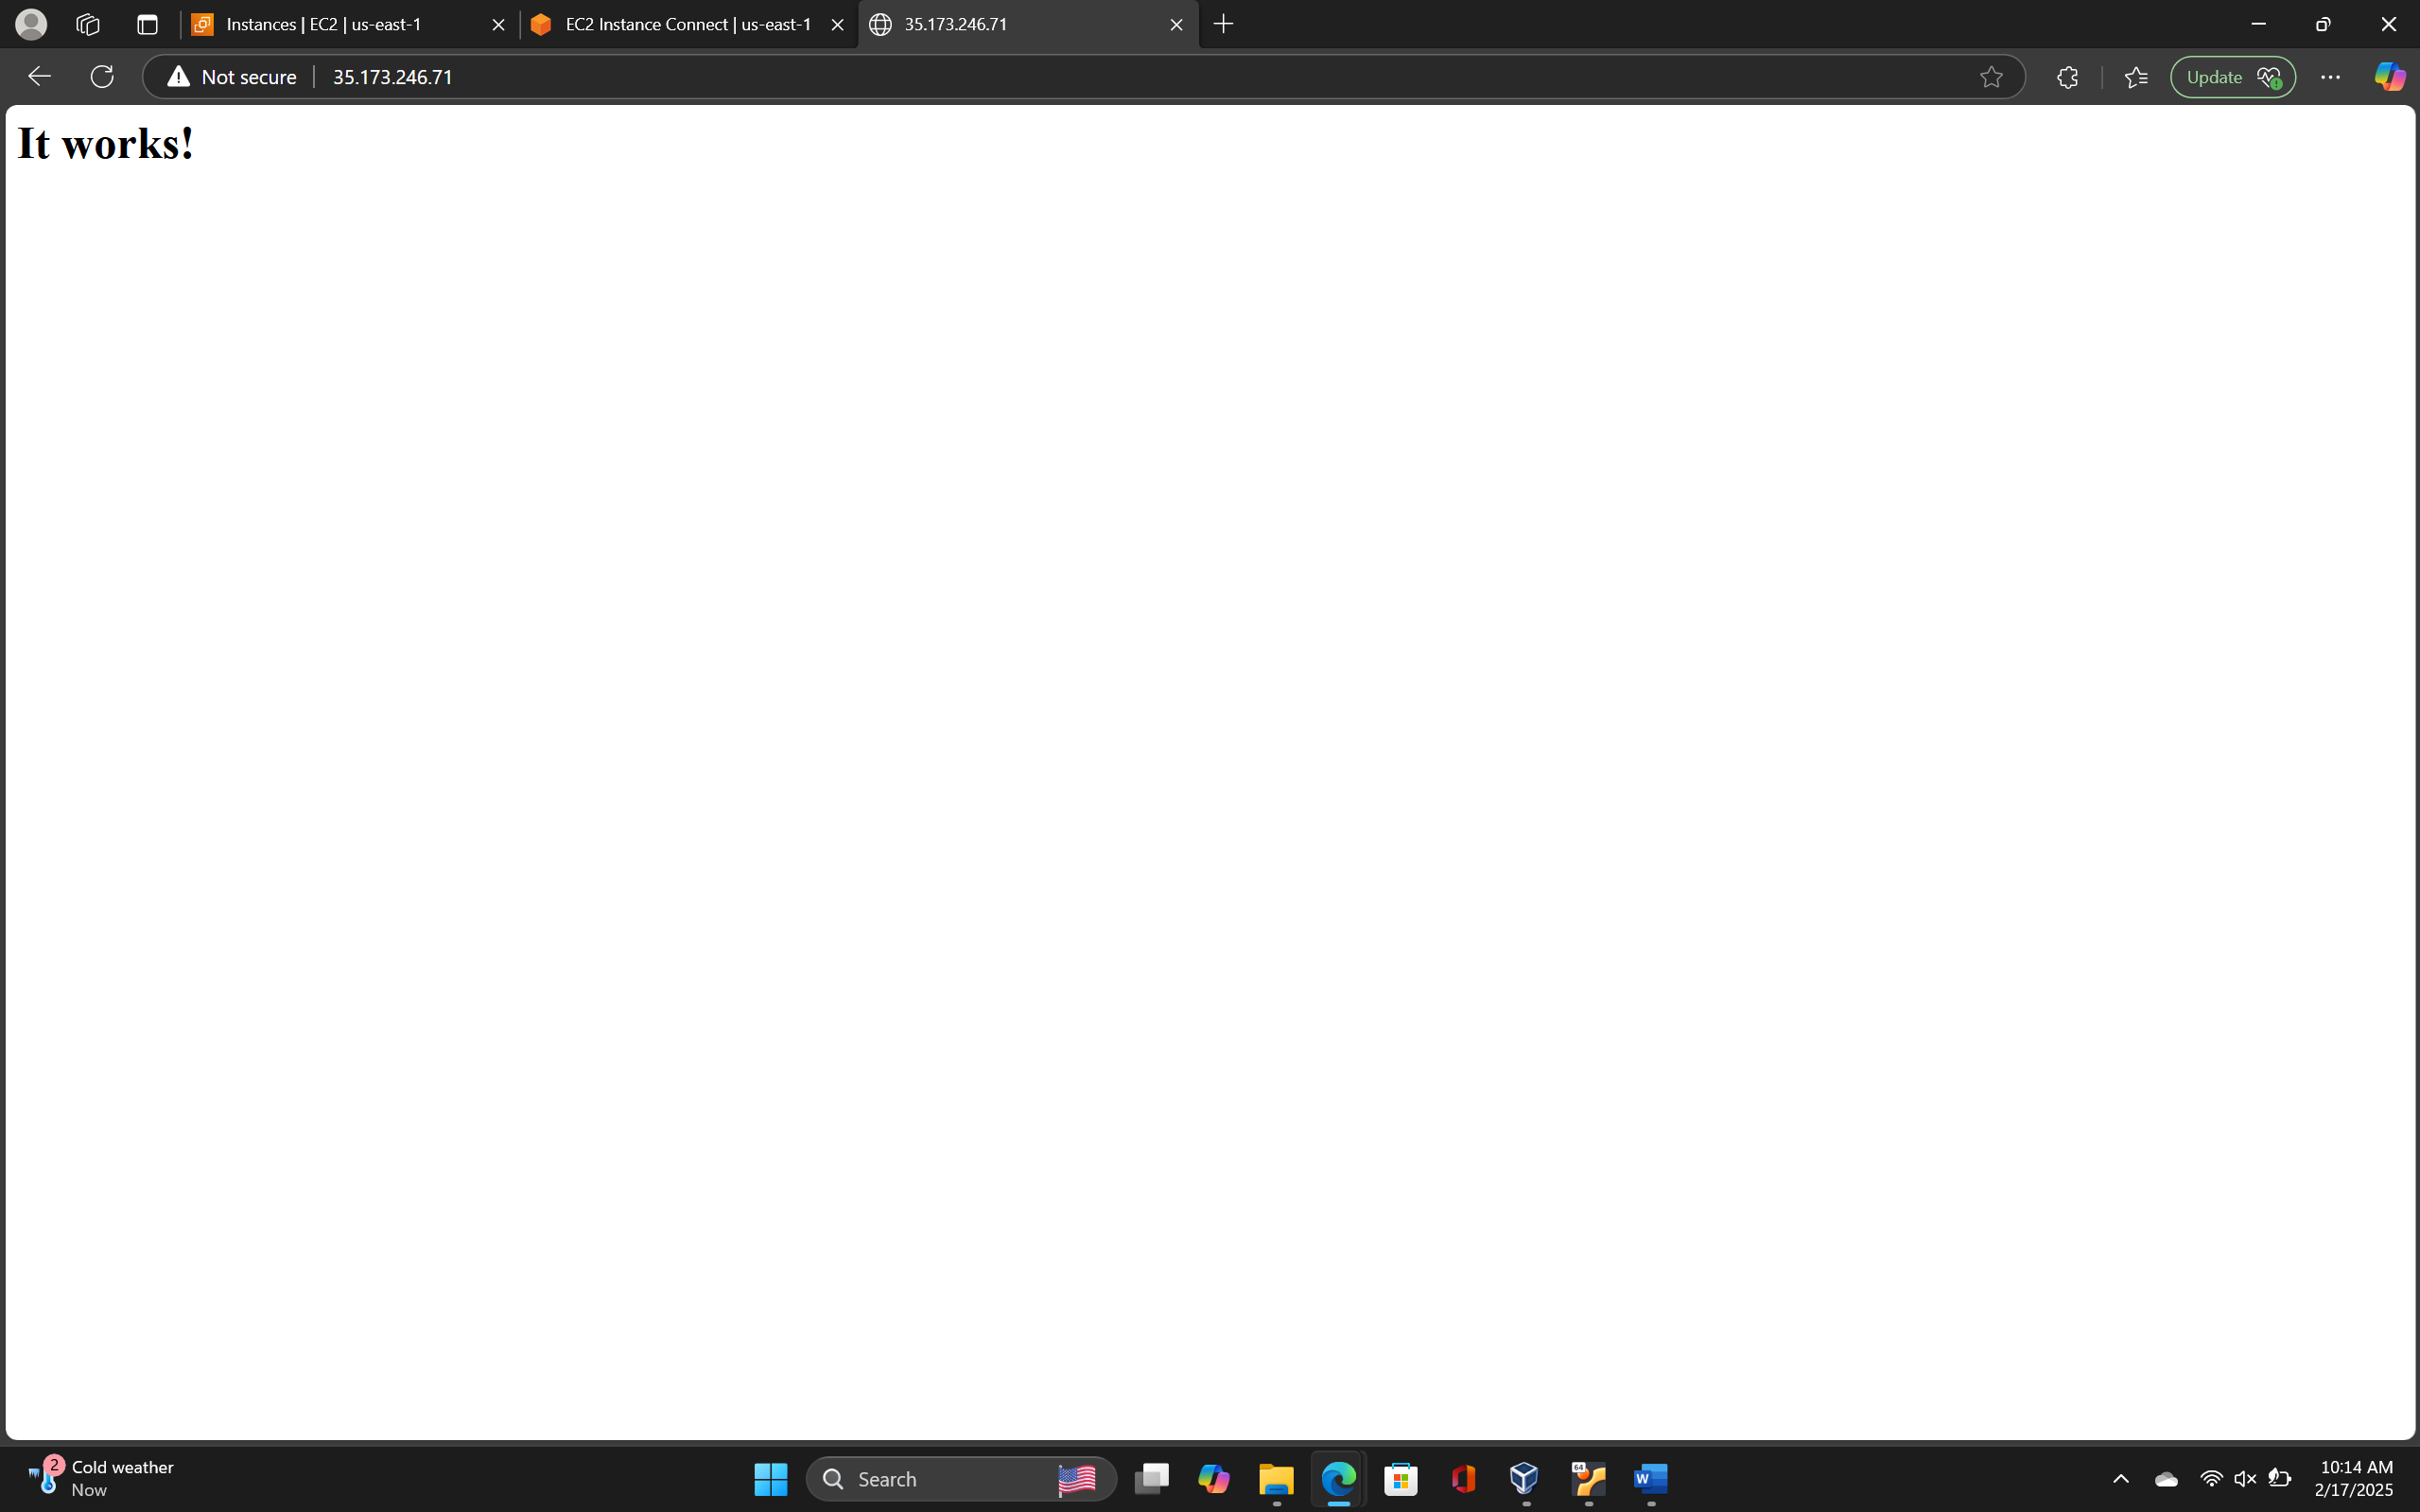 Instances | EC2 | us-east-1
EC2 Instance Connect | us-east-1
35.173.246.71
Not secure
35.173.246.71
Update
It works!
2
Cold weather
Now
Search
64
W
10:14 AM
2/17/2025